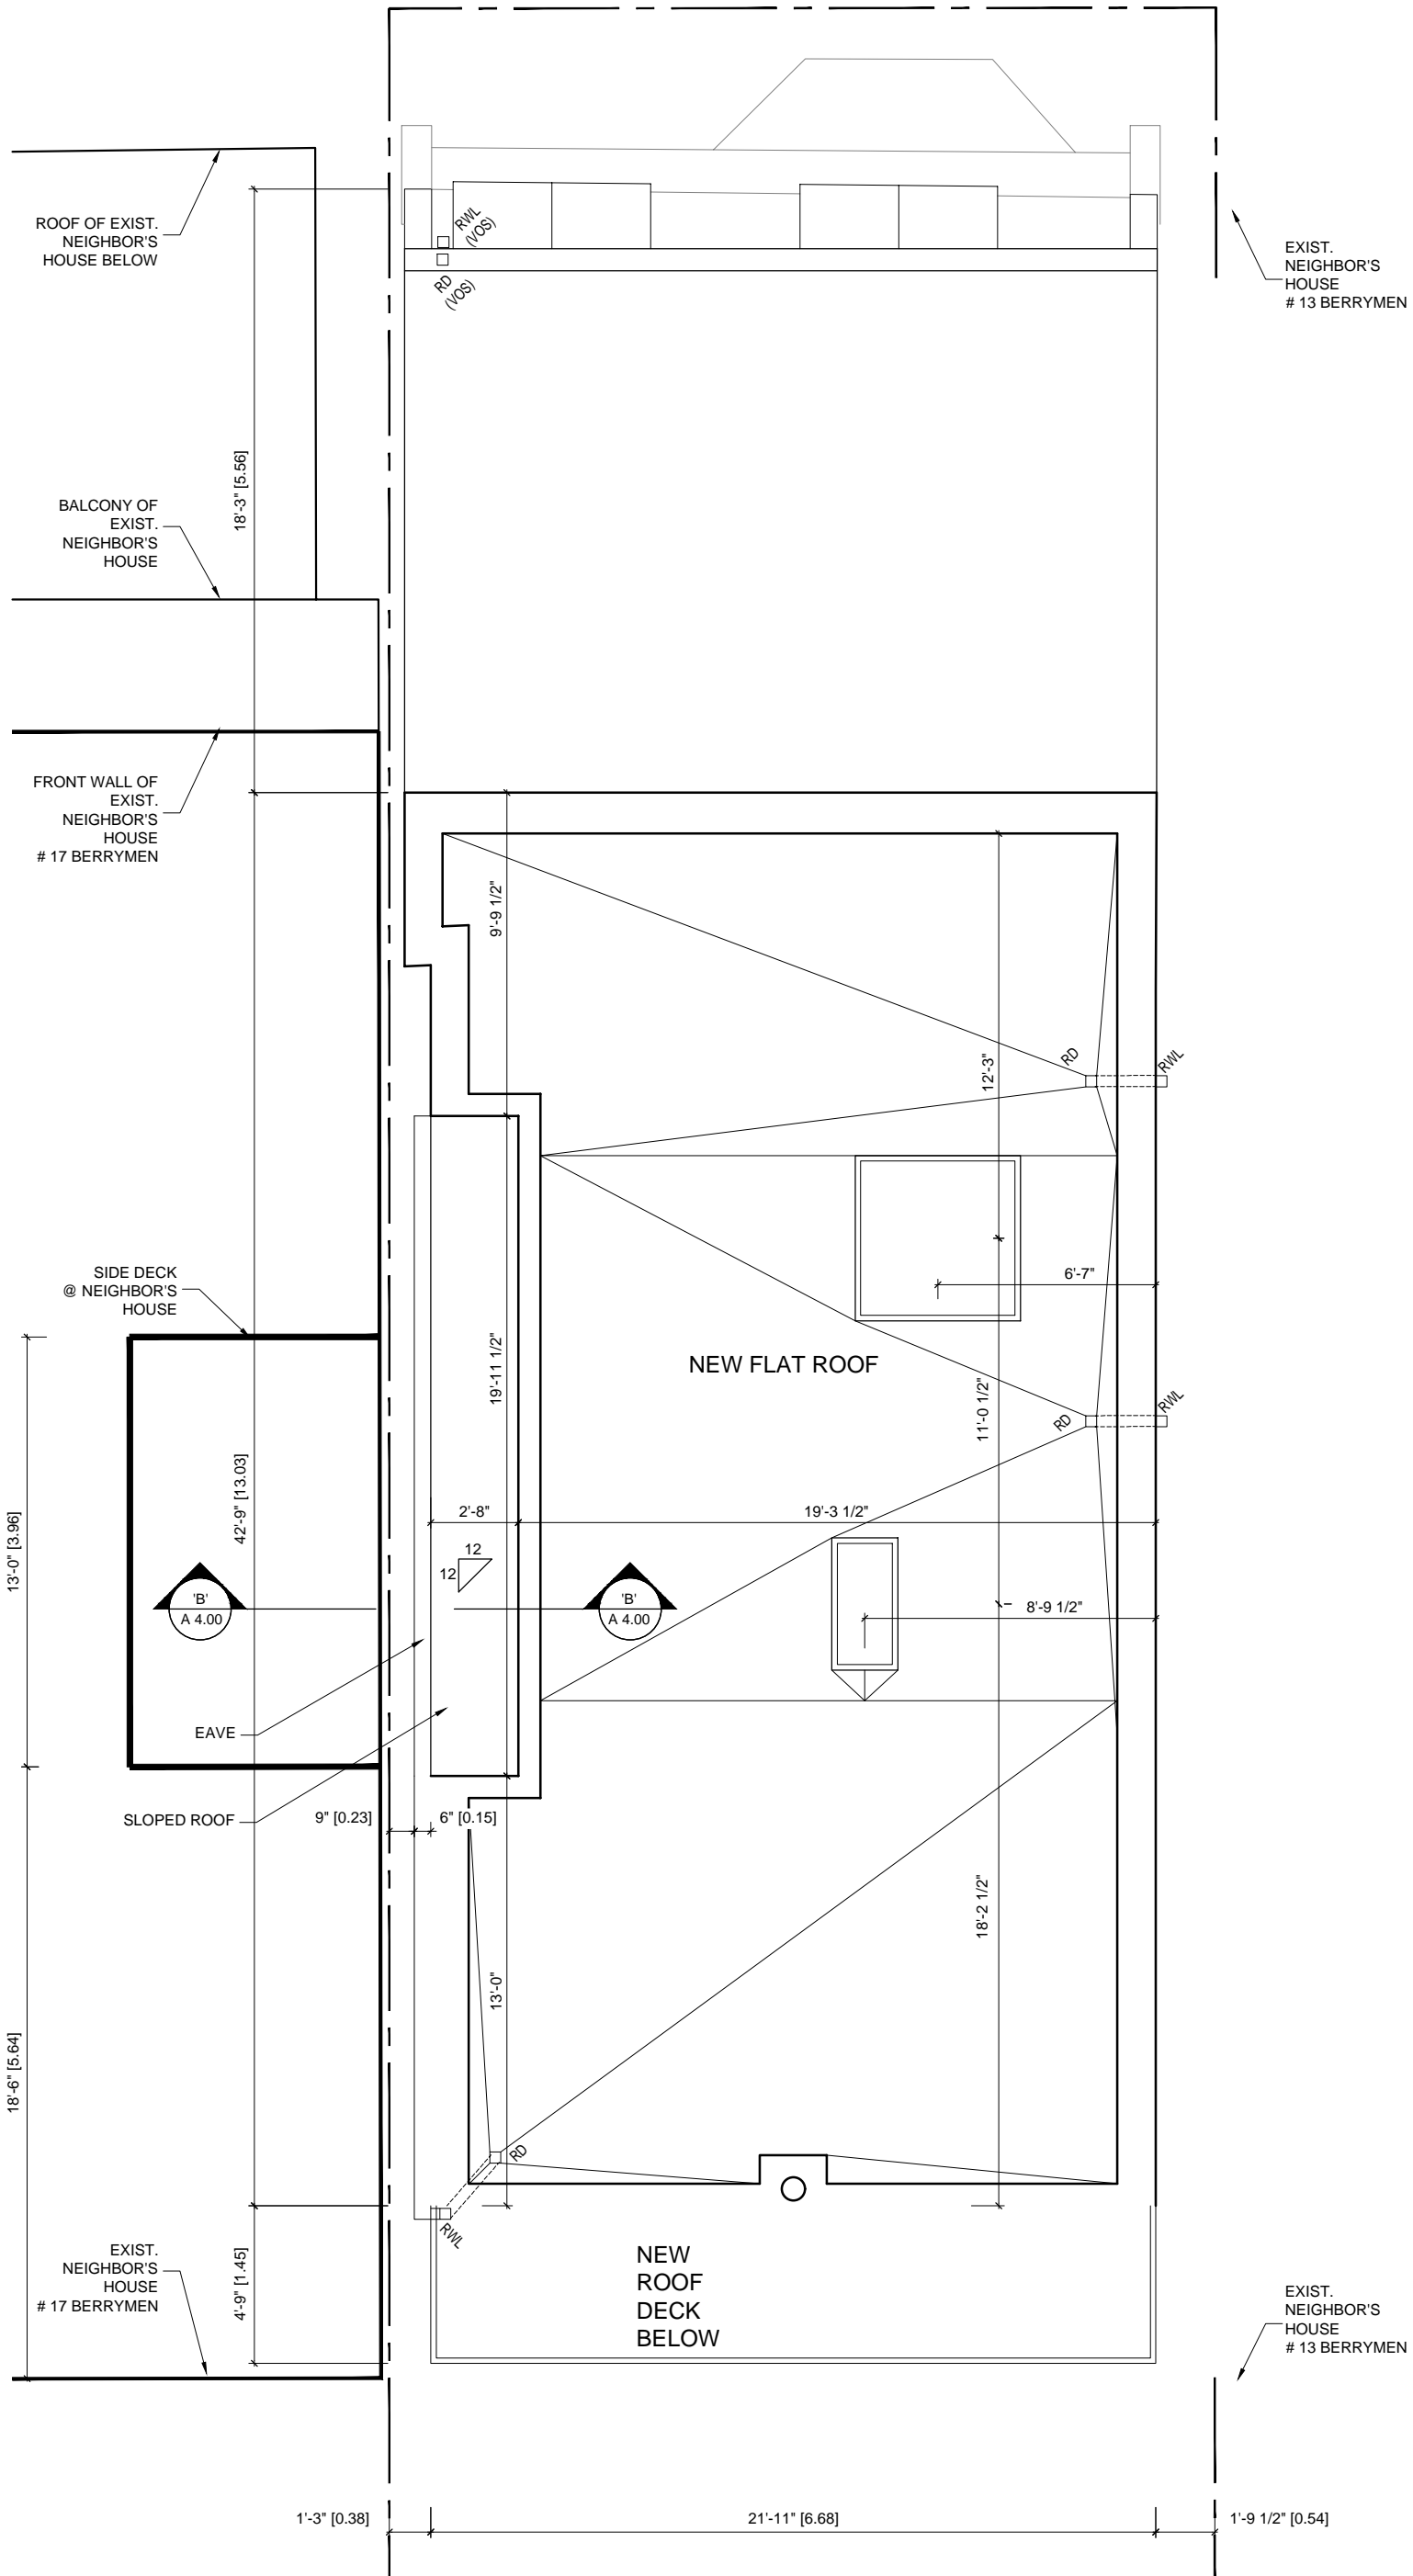 ROOF OF EXIST.
NEIGHBOR'S
HOUSE BELOW
RWL
(VOS)
RD
(VOS)
EXIST.
NEIGHBOR'S
HOUSE
# 13 BERRYMEN
18'-3" [5.56]
BALCONY OF
EXIST.
NEIGHBOR'S
HOUSE
FRONT WALL OF
EXIST.
NEIGHBOR'S
HOUSE
# 17 BERRYMEN
9'-9 1/2"
12'-3"
RD
RWL
SIDE DECK
@ NEIGHBOR'S
HOUSE
6'-7"
19'-11 1/2"
NEW FLAT ROOF
11'-0 1/2"
RD
RWL
42'-9" [13.03]
13'-0" [3.96]
2'-8"
19'-3 1/2"
12
12
'B'
A 4.00
'B'
A 4.00
8'-9 1/2"
EAVE
SLOPED ROOF
9" [0.23]
6" [0.15]
18'-2 1/2"
13'-0"
18'-6" [5.64]
RD
RWL
EXIST.
NEIGHBOR'S
HOUSE
# 17 BERRYMEN
4'-9" [1.45]
NEW
ROOF
DECK
BELOW
EXIST.
NEIGHBOR'S
HOUSE
# 13 BERRYMEN
1'-3" [0.38]
21'-11" [6.68]
1'-9 1/2" [0.54]